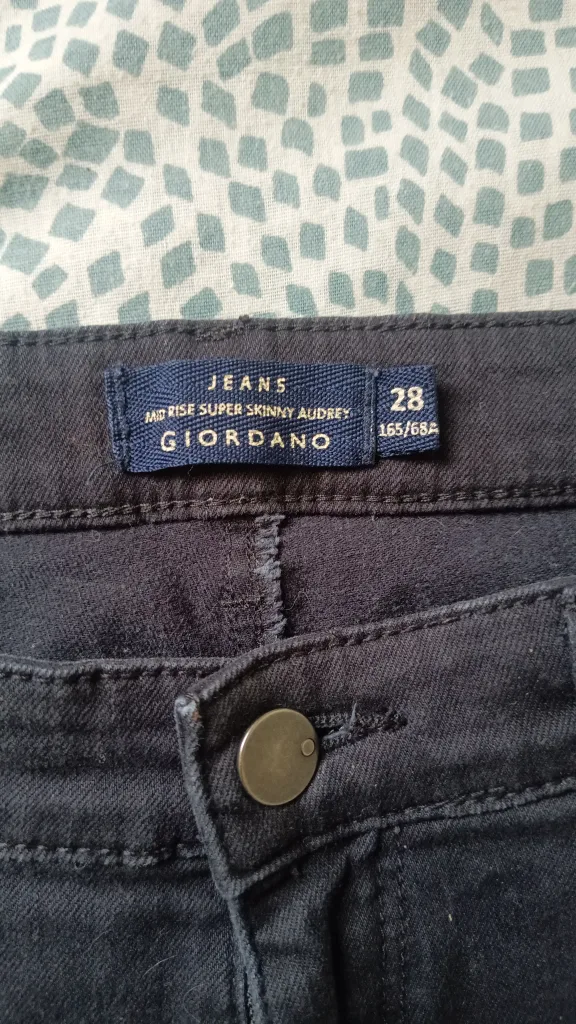 JEANS
MID RISE SUPER SKINNY AUDREY
GIORDANO
28
165/68A